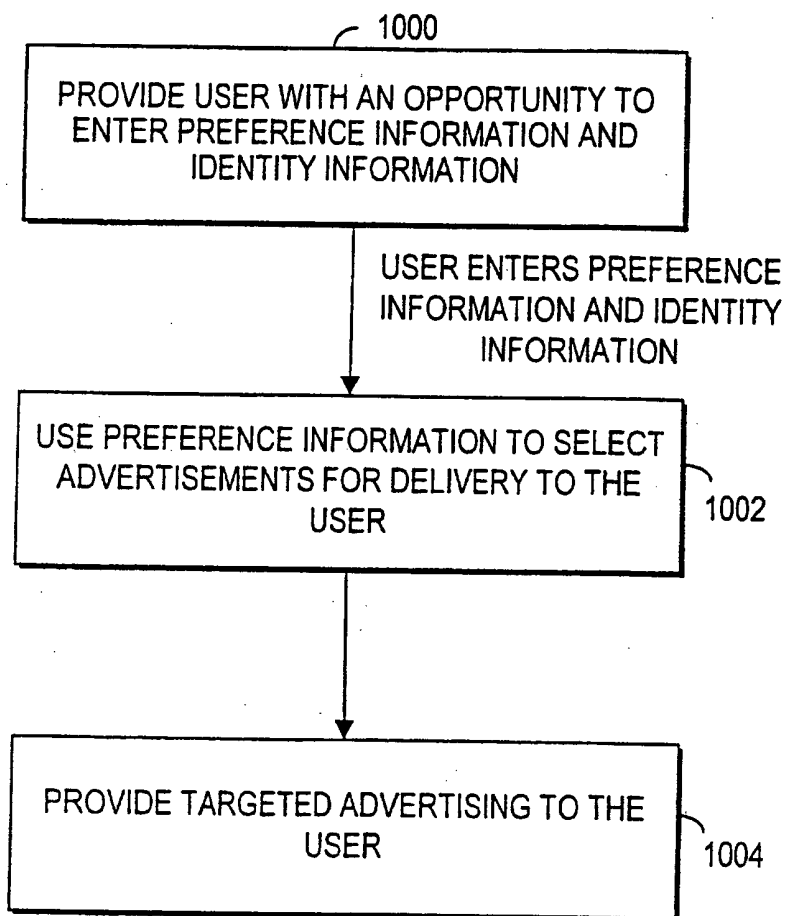 1000
PROVIDE USER WITH AN OPPORTUNITY TO
ENTER PREFERENCE INFORMATION AND
IDENTITY INFORMATION
USER ENTERS PREFERENCE
INFORMATION AND IDENTITY
INFORMATION
USE PREFERENCE INFORMATION TO SELECT
ADVERTISEMENTS FOR DELIVERY TO THE
USER
1002
PROVIDE TARGETED ADVERTISING TO THE
USER
1004